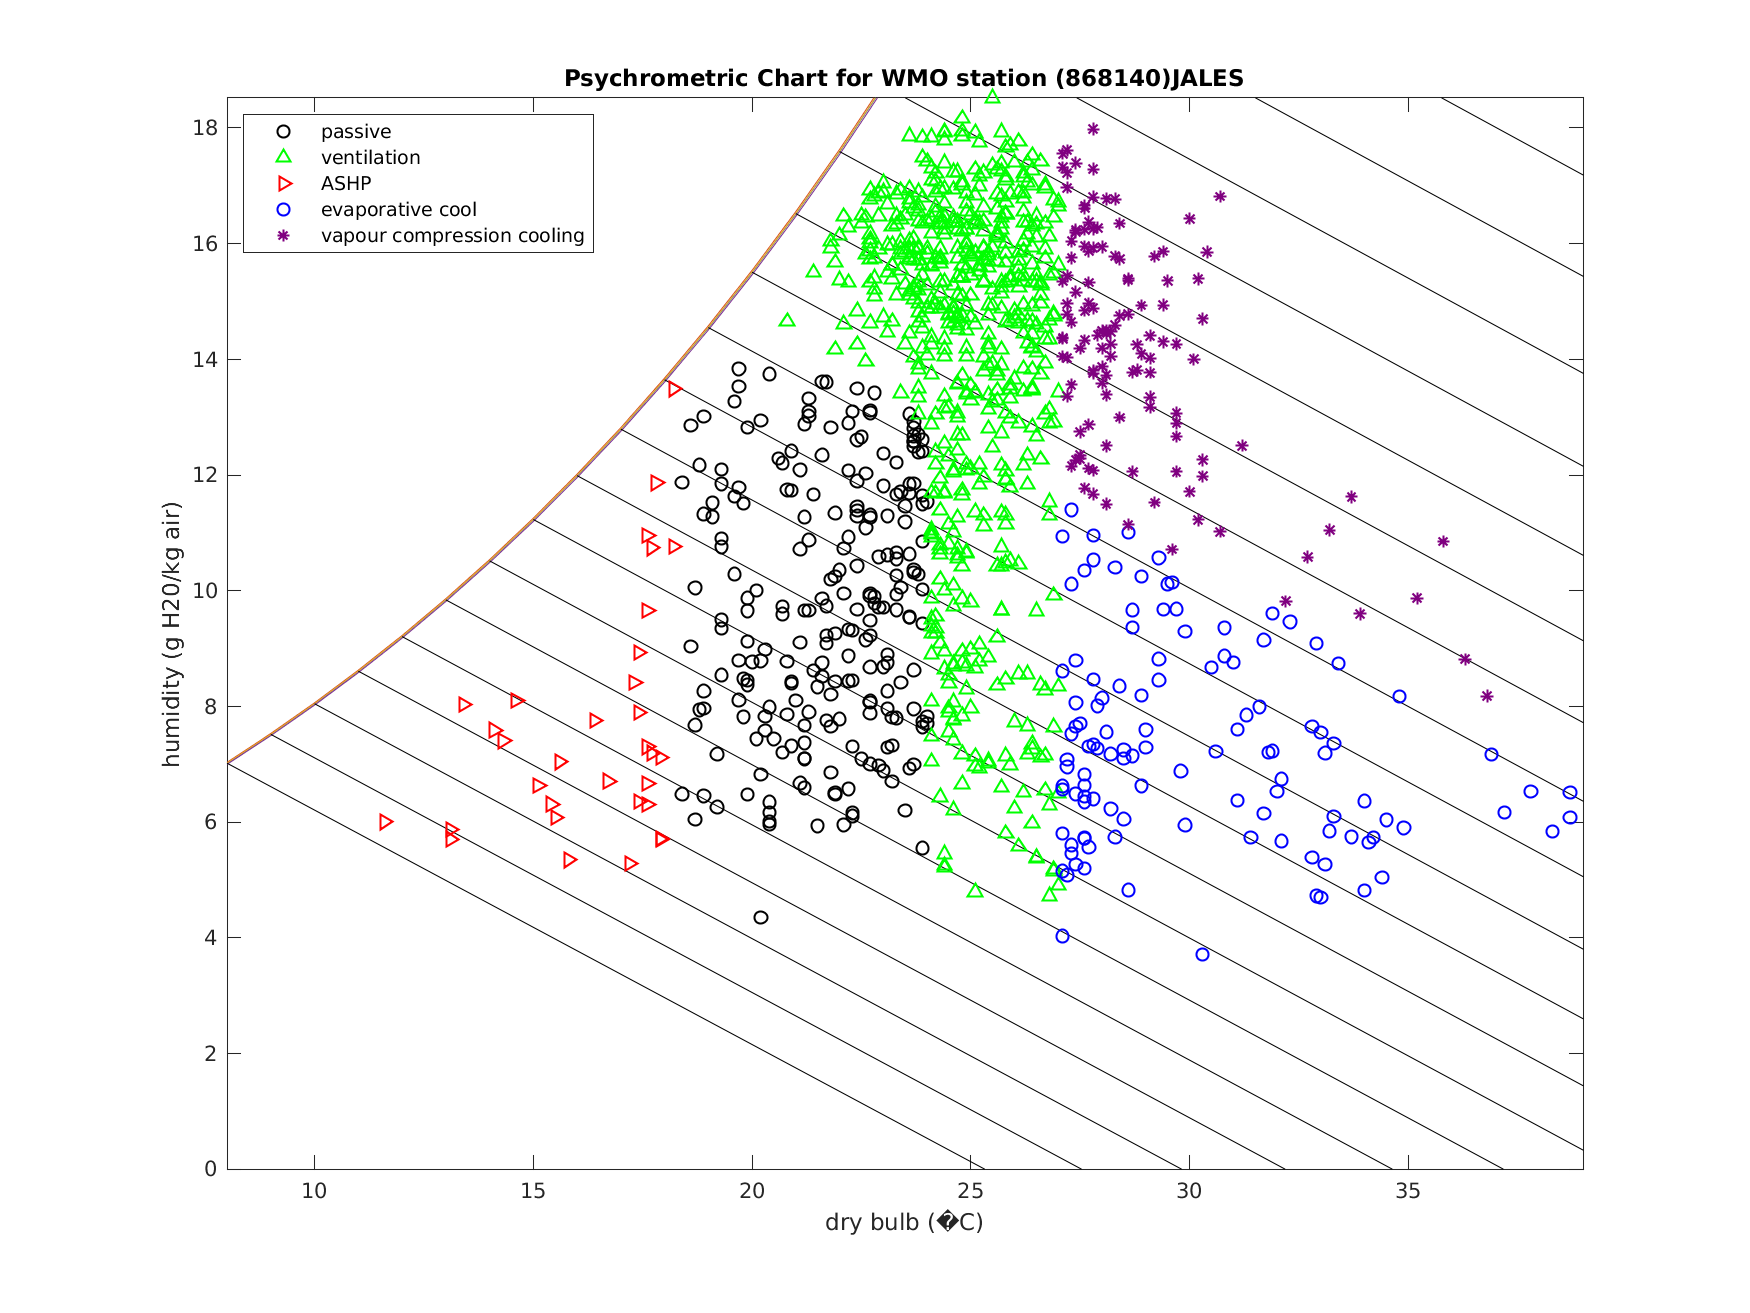 Psychrometric Chart for WMO station (868140)JALES
passive
ventilation
ASHP
evaporative cool
vapour compression cooling
18
16
14
12
10
8
6
4
2
0
humidity (g H20/kg air)
10 15 20 25 30 35
dry bulb (�C)